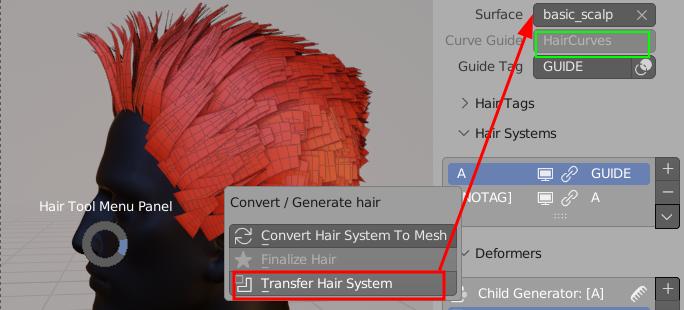 Surface basic_scalp
Curve Guide HairCurves
Guide Tag GUIDE
Hair Tags
Hair Systems
A GUIDE
NOTAG] A
Deformers
Child Generator: [A]
Hair Tool Menu Panel
Convert / Generate hair
Convert Hair System To Mesh
Finalize Hair
Transfer Hair System